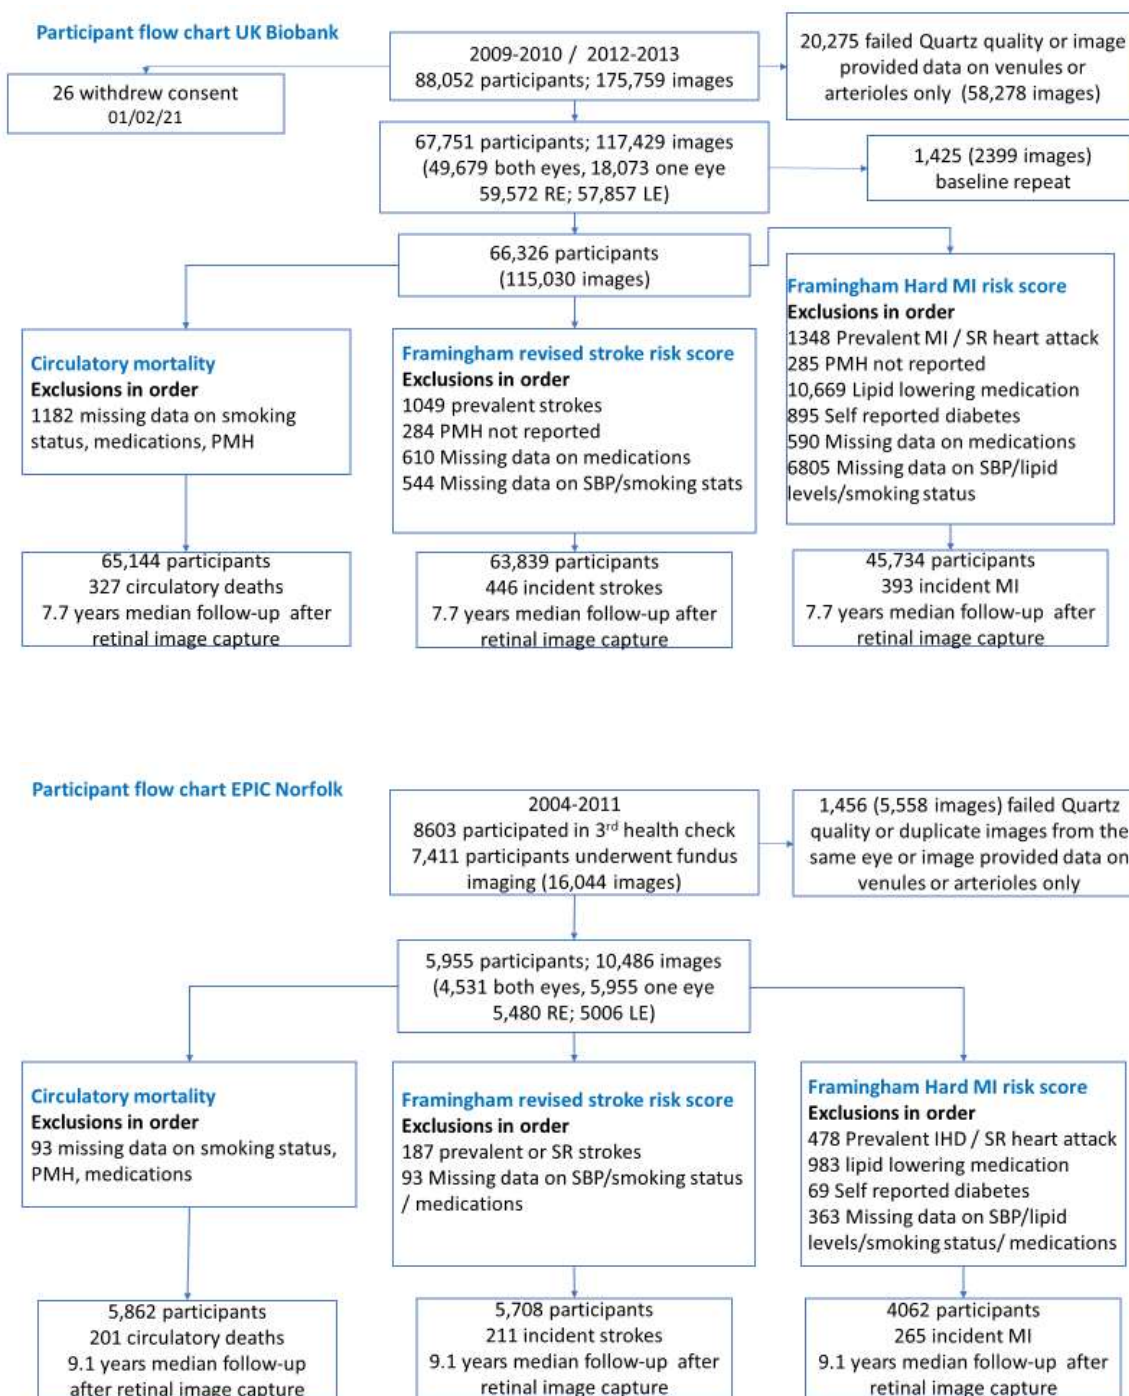 Participant flow chart UK Biobank
2009-2010 / 2012-2013
88,052 participants; 175,759 images
20,275 failed Quartz quality or image
provided data on venules or
arterioles only (58,278 images)
26 withdrew consent
01/02/21
67,751 participants; 117,429 images
(49,679 both eyes, 18,073 one eye
59,572 RE; 57,857 LE)
1,425 (2399 images)
baseline repeat
66,326 participants
(115,030 images)
Circulatory mortality
Exclusions in order
1182 missing data on smoking
status, medications, PMH
Framingham revised stroke risk score
Exclusions in order
1049 prevalent strokes
284 PMH not reported
610 Missing data on medications
544 Missing data on SBP/smoking stats
Framingham Hard MI risk score
Exclusions in order
1348 Prevalent MI / SR heart attack
285 PMH not reported
10,669 Lipid lowering medication
895 Self reported diabetes
590 Missing data on medications
6805 Missing data on SBP/lipid
levels/smoking status
65,144 participants
327 circulatory deaths
7.7 years median follow-up after
retinal image capture
63,839 participants
446 incident strokes
7.7 years median follow-up after
retinal image capture
45,734 participants
393 incident MI
7.7 years median follow-up after
retinal image capture
Participant flow chart EPIC Norfolk
2004-2011
8603 participated in 3rd health check
7,411 participants underwent fundus
imaging (16,044 images)
1,456 (5,558 images) failed Quartz
quality or duplicate images from the
same eye or image provided data on
venules or arterioles only
5,955 participants; 10,486 images
(4,531 both eyes, 5,955 one eye
5,480 RE; 5006 LE)
Circulatory mortality
Exclusions in order
93 missing data on smoking status,
PMH, medications
Framingham revised stroke risk score
Exclusions in order
187 prevalent or SR strokes
93 Missing data on SBP/smoking status
/ medications
Framingham Hard MI risk score
Exclusions in order
478 Prevalent IHD / SR heart attack
983 lipid lowering medication
69 Self reported diabetes
363 Missing data on SBP/lipid
levels/smoking status/ medications
5,862 participants
201 circulatory deaths
9.1 years median follow-up
after retinal image capture
5,708 participants
211 incident strokes
9.1 years median follow-up after
retinal image capture
4062 participants
265 incident MI
9.1 years median follow-up after
retinal image capture